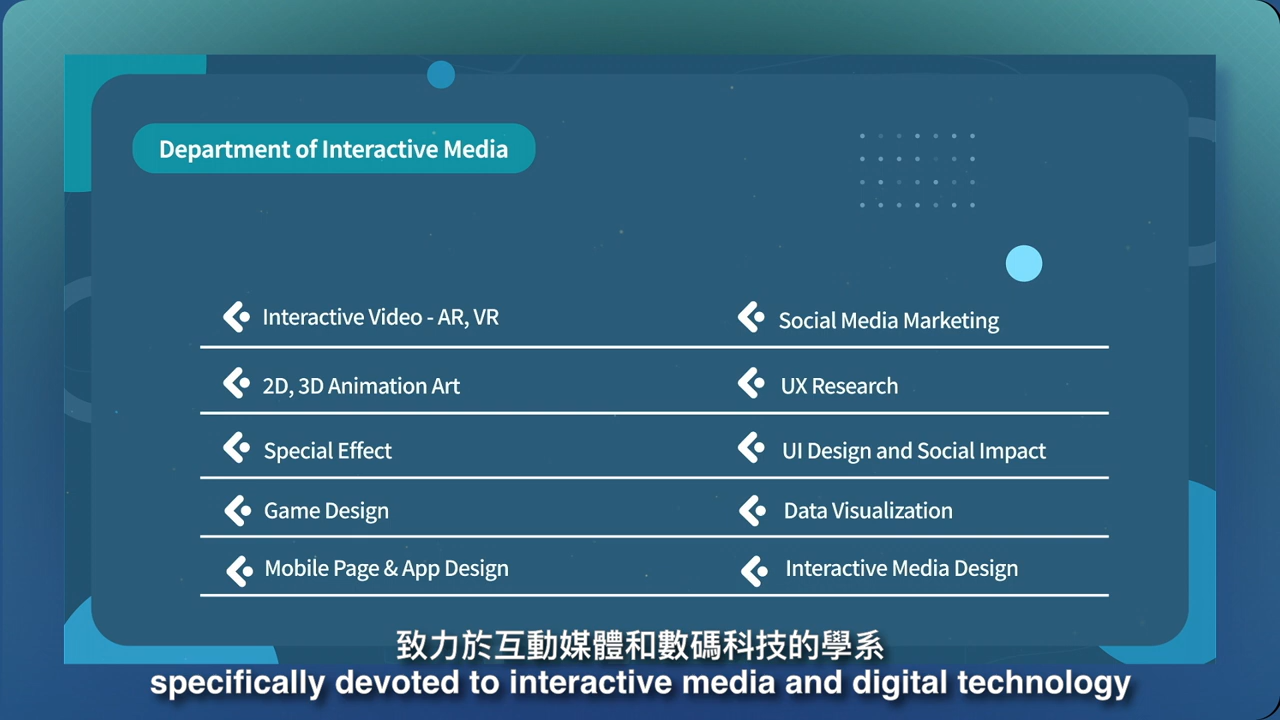 Department of Interactive Media
Interactive Video - AR, VR
2D, 3D Animation Art
Special Effect
Game Design
Mobile Page & App Design
Social Media Marketing
UX Research
UI Design and Social Impact
Data Visualization
Interactive Media Design
致力於互動媒體和數碼科技的學系
specifically devoted to interactive media and digital technology